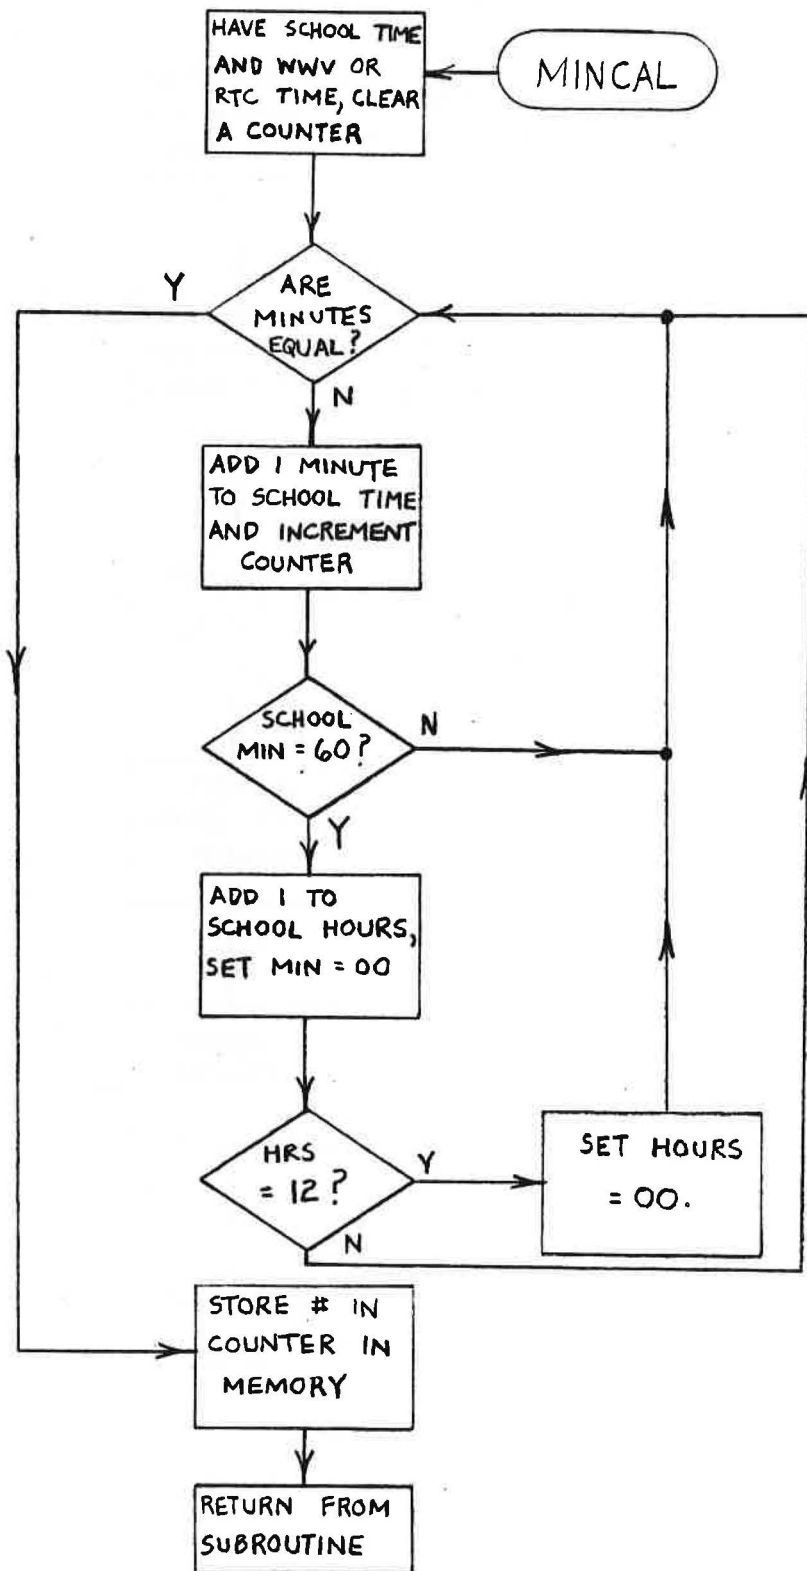 HAVE SCHOOL TIME
AND WWV OR
RTC TIME, CLEAR
A COUNTER
MINCAL
Y
ARE
MINUTES
EQUAL?
N
ADD 1 MINUTE
TO SCHOOL TIME
AND INCREMENT
COUNTER
SCHOOL
MIN = 60?
N
Y
ADD 1 TO
SCHOOL HOURS,
SET MIN = 00
HRS
= 12?
Y
SET HOURS
= 00.
N
STORE # IN
COUNTER IN
MEMORY
RETURN FROM
SUBROUTINE